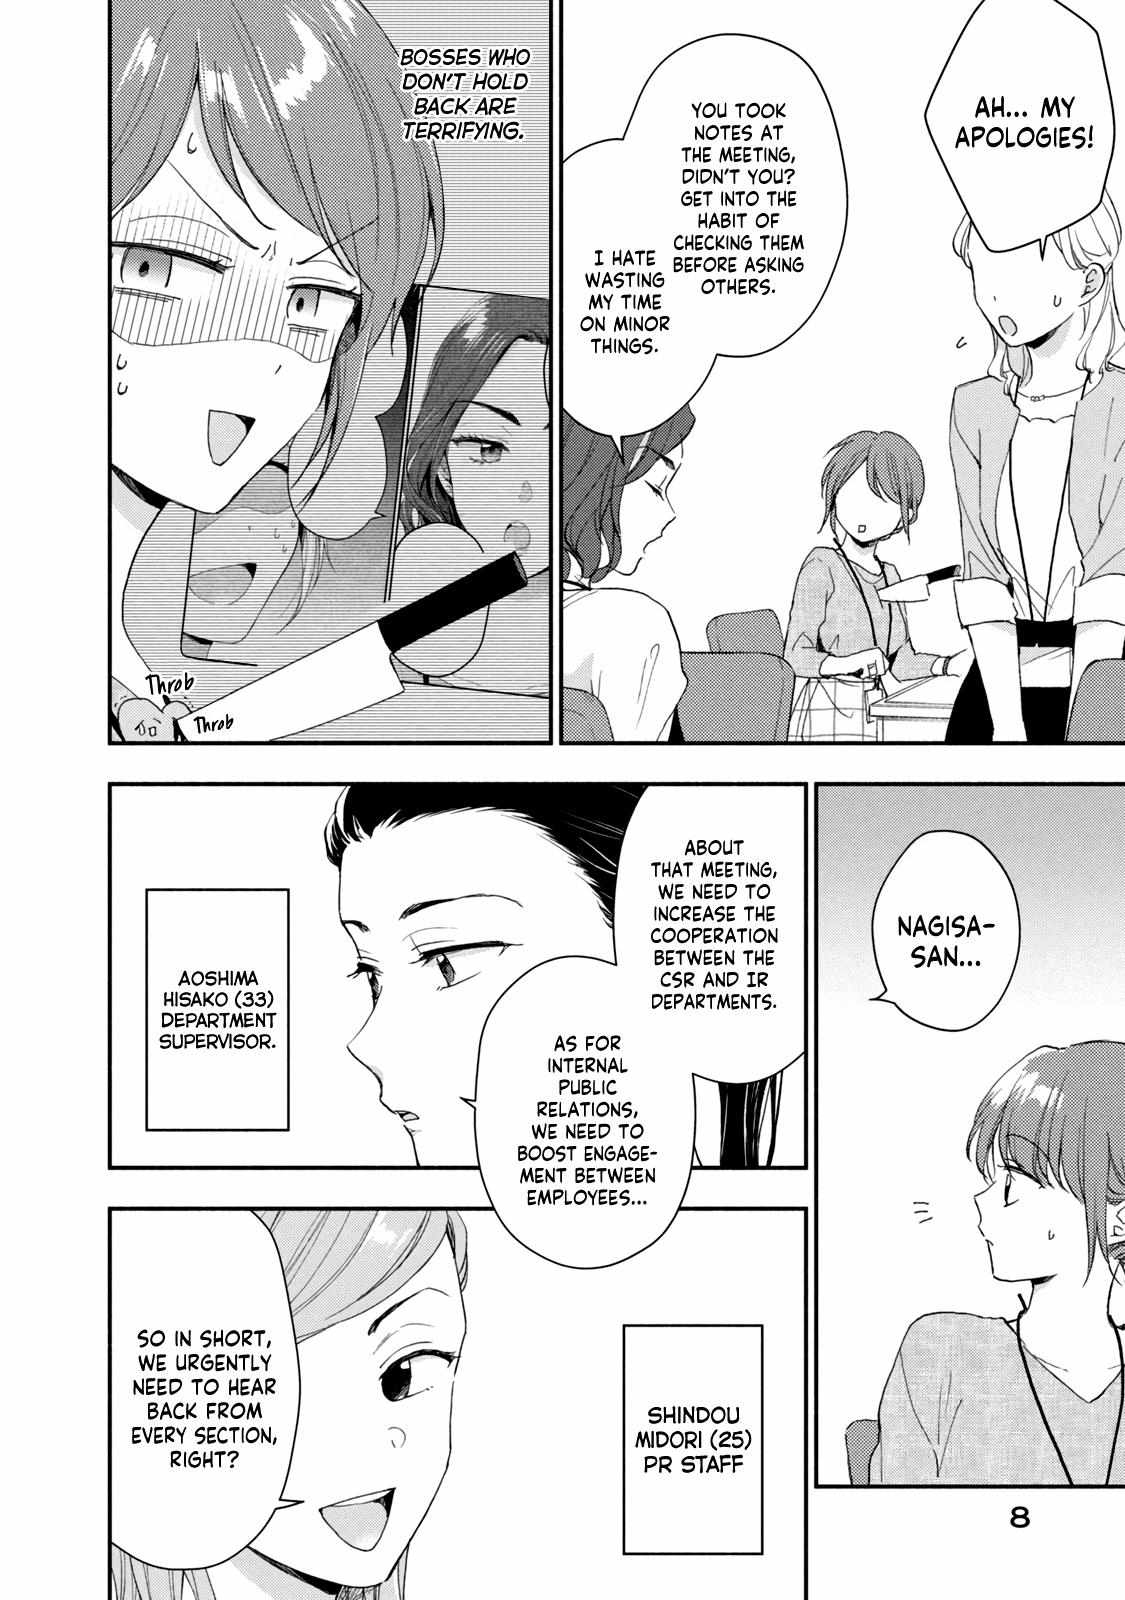 AH... MY
APOLOGIES!
YOU TOOK
NOTES AT
THE MEETING,
DIDN'T YOU?
GET INTO THE
HABIT OF
CHECKING THEM
BEFORE ASKING
OTHERS.
I HATE
WASTING
MY TIME
ON MINOR
THINGS.
BOSSES WHO
DON'T HOLD
BACK ARE
TERRIFYING.
Throb
Throb
NAGISA-
SAN...
ABOUT
THAT MEETING,
WE NEED TO
INCREASE THE
COOPERATION
BETWEEN THE
CSR AND IR
DEPARTMENTS.
AS FOR
INTERNAL
PUBLIC
RELATIONS,
WE NEED TO
BOOST ENGAGE-
MENT BETWEEN
EMPLOYEES...
AOSHIMA
HISAKO (33)
DEPARTMENT
SUPERVISOR.
SHINDOU
MIDORI (25)
PR STAFF
SO IN SHORT,
WE URGENTLY
NEED TO HEAR
BACK FROM
EVERY SECTION,
RIGHT?
8